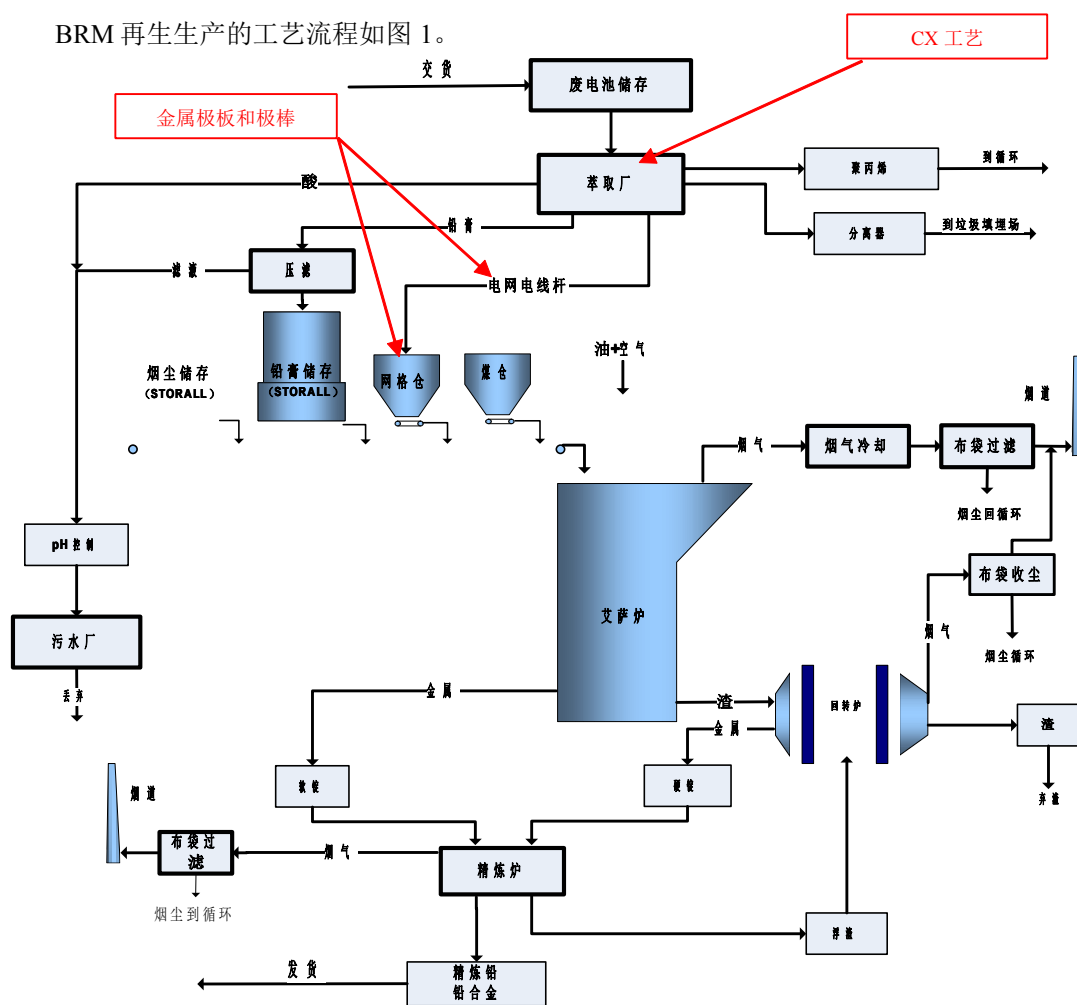 BRM 再生生产的工艺流程如图 1。
CX 工艺
交货
废电池储存
金属极板和极棒
萃取厂
聚丙烯
到循环
酸
铅膏
分离器
到垃圾填埋场
滤液
压滤
电网电线杆
油+空气
烟尘储存
(STORALL)
铅膏储存
(STORALL)
网格仓
煤仓
烟道
烟气
烟气冷却
布袋过滤
烟尘回循环
pH 控制
布袋收尘
艾萨炉
烟气
污水厂
烟尘循环
丢弃
金属
渣
回转炉
金属
渣
软锭
硬锭
弃渣
烟道
布袋过
滤
烟气
精炼炉
烟尘到循环
浮渣
发货
精炼铅
铅合金